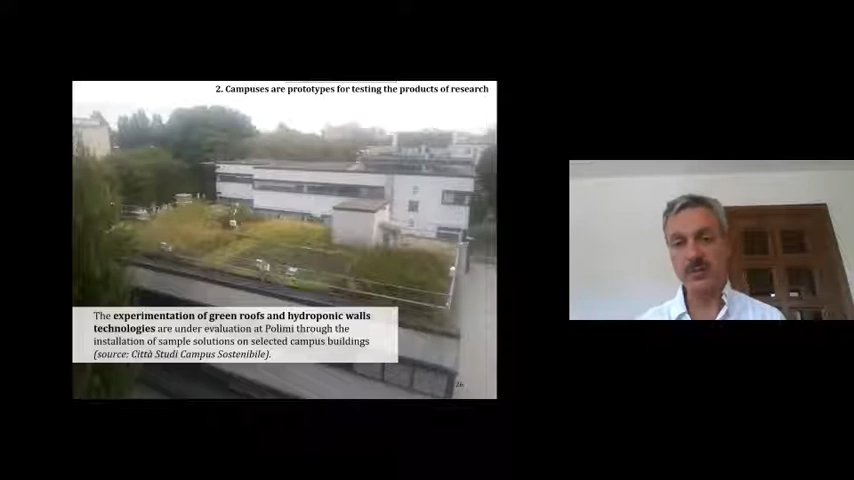 2. Campuses are prototypes for testing the products of research
The experimentation of green roofs and hydroponic walls
technologies are under evaluation at Polimi through the
installation of sample solutions on selected campus buildings
(source: Città Studi Campus Sostenibile).
26